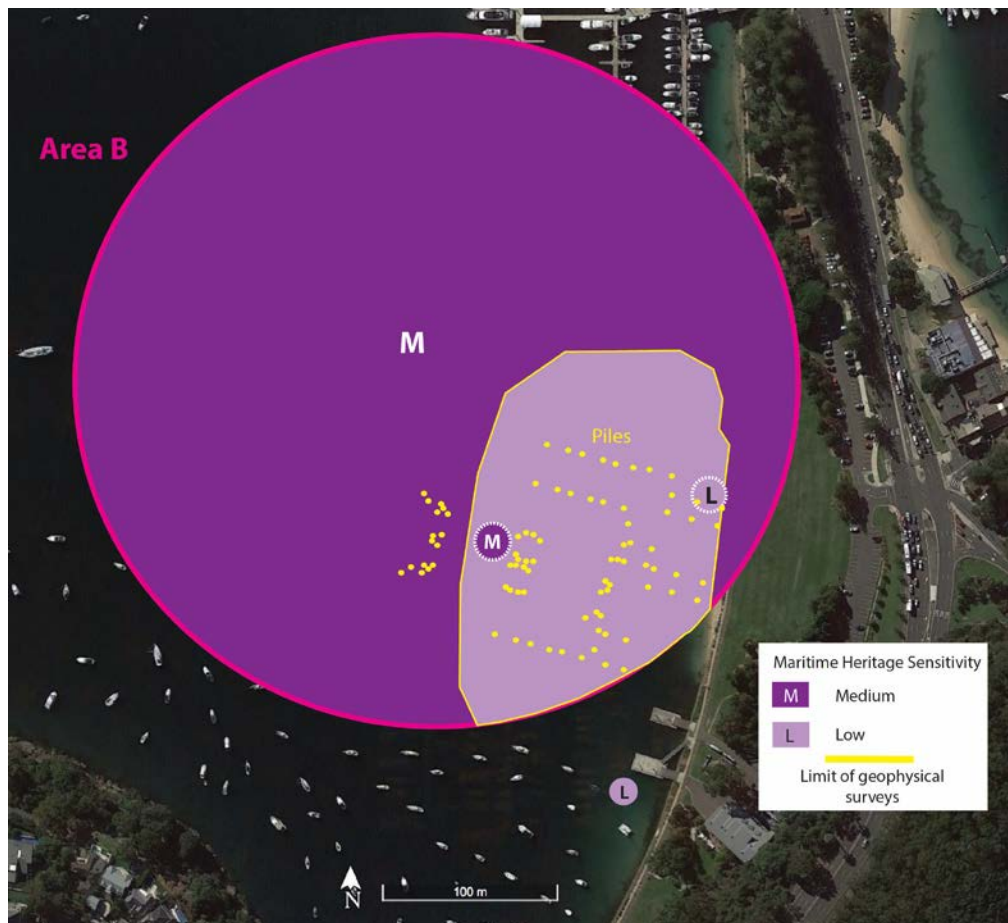 Area B
M
Piles
L
M
Maritime Heritage Sensitivity
M Medium
L Low
Limit of geophysical
surveys
L
N
100 m